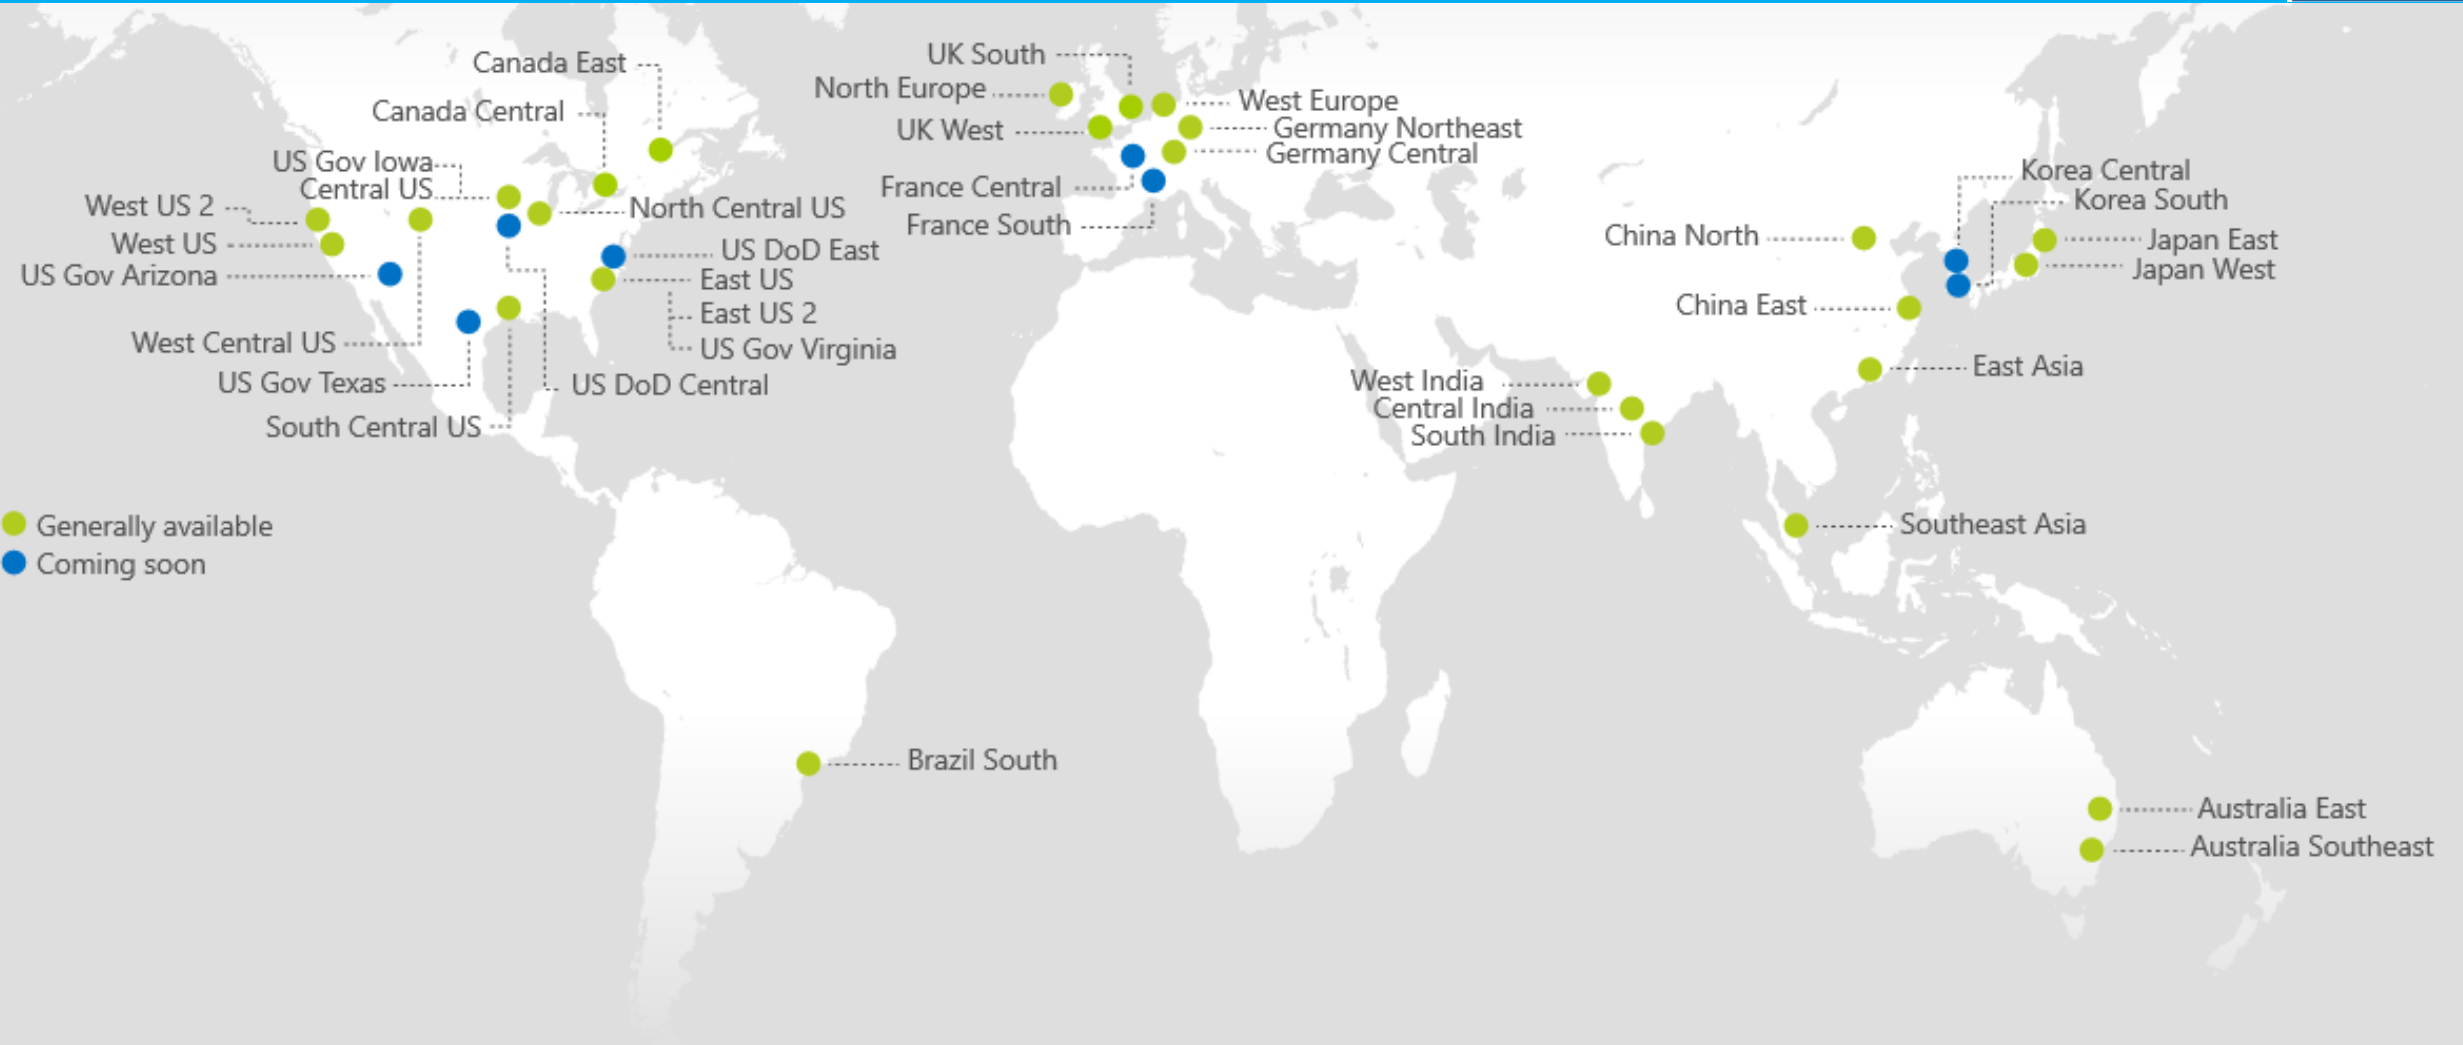 Canada East
Canada Central
US Gov Iowa
Central US
West US 2
West US
US Gov Arizona
North Central US
US DoD East
East US
East US 2
US Gov Virginia
West Central US
US Gov Texas
US DoD Central
South Central US
Generally available
Coming soon
Brazil South
UK South
North Europe
UK West
West Europe
Germany Northeast
Germany Central
France Central
France South
Korea Central
Korea South
China North
Japan East
Japan West
China East
East Asia
West India
Central India
South India
Southeast Asia
Australia East
Australia Southeast